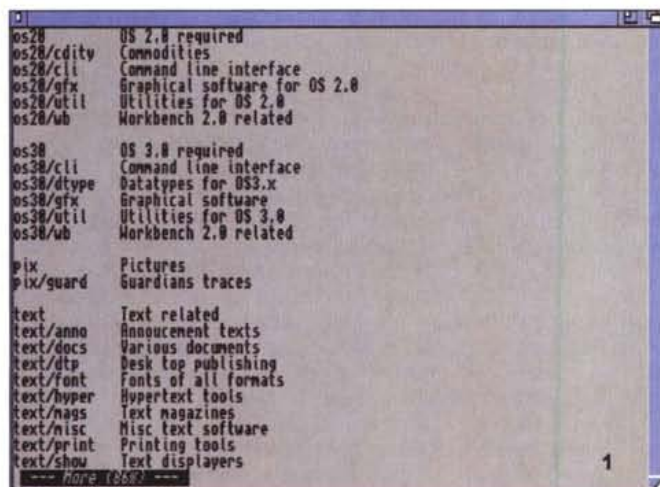 os20 OS 2.0 required
os20/cdity Commodities
os20/cli Command line interface
os20/gfx Graphical software for OS 2.0
os20/util Utilities for OS 2.0
os20/wb Workbench 2.0 related
os30 OS 3.0 required
os30/cli Command line interface
os30/dtype Datatypes for OS3.x
os30/gfx Graphical software
os30/util Utilities for OS 3.0
os30/wb Workbench 2.0 related
pix Pictures
pix/guard Guardians traces
text Text related
text/anno Annoucement texts
text/docs Various documents
text/dtp Desk top publishing
text/font Fonts of all formats
text/hyper Hypertext tools
text/mags Text magazines
text/misc Misc text software
text/print Printing tools
text/show Text displayers
--- More (86%) ---
1